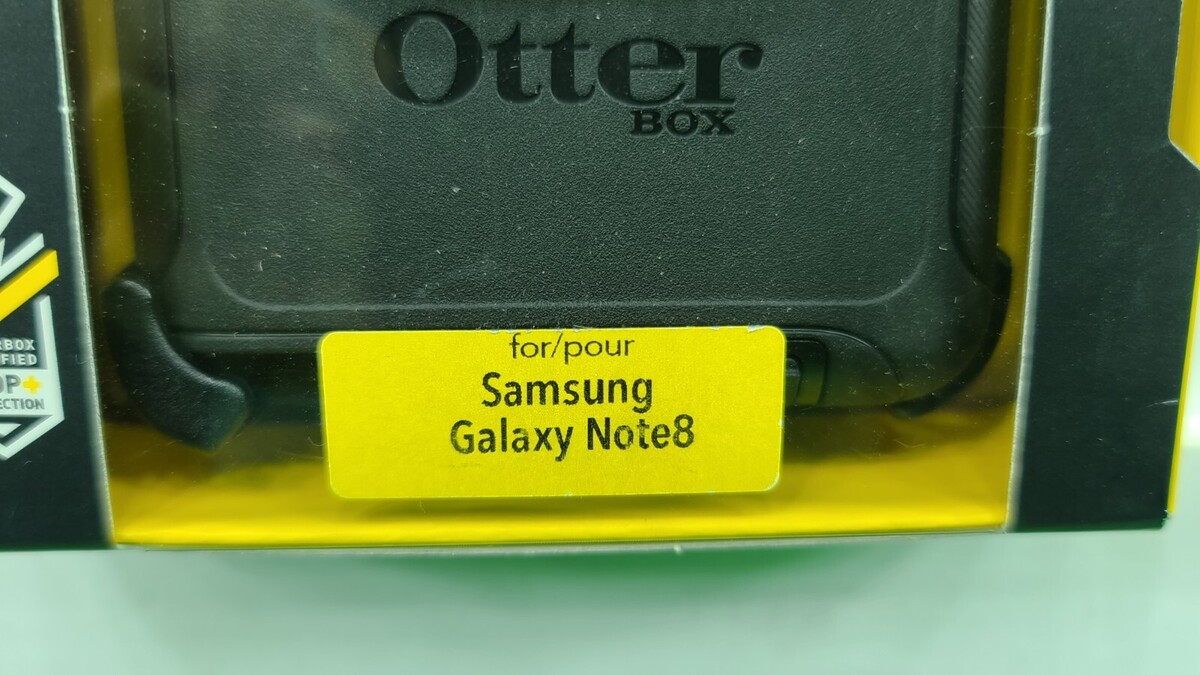 Otter
BOX
for/pour
Samsung
Galaxy Note8